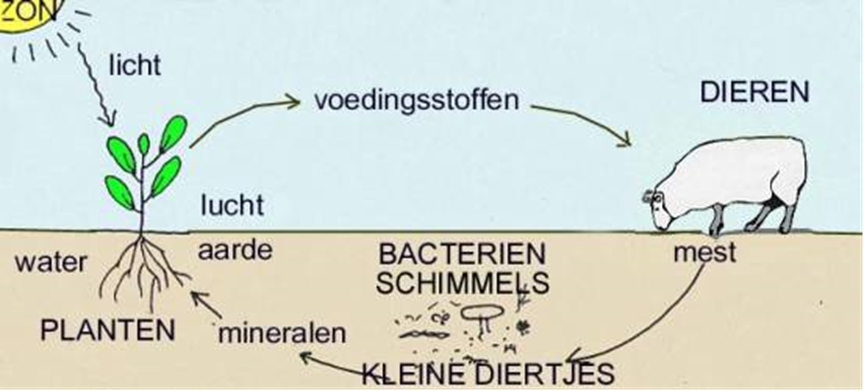 ZON
licht
voedingsstoffen
DIEREN
lucht
water
aarde
BACTERIEN
SCHIMMELS
mest
PLANTEN
mineralen
KLEINE DIERTJES